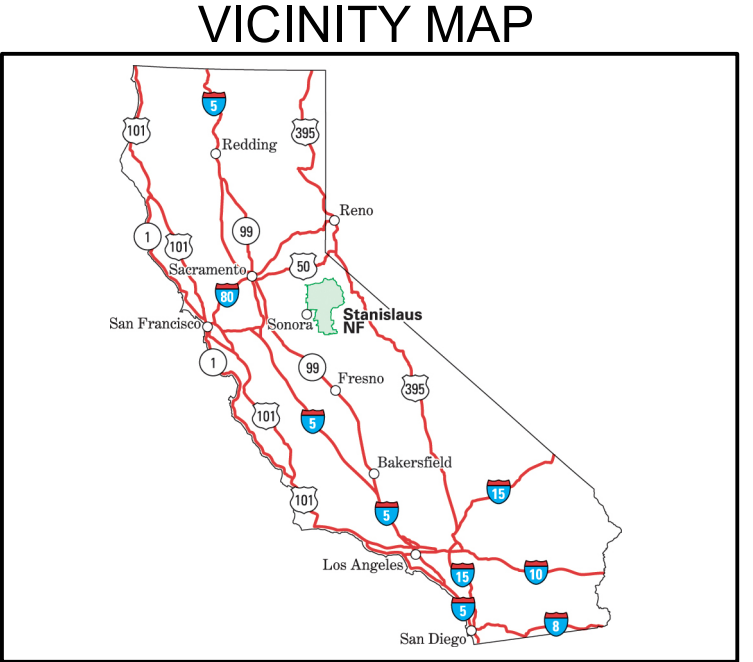 VICINITY MAP
5
101
395
Redding
Reno
1
99
101
50
Sacramento
80
Stanislaus
NF
San Francisco
Sonora
1
99
Fresno
395
101
5
Bakersfield
15
101
5
Los Angeles
15
10
5
8
San Diego